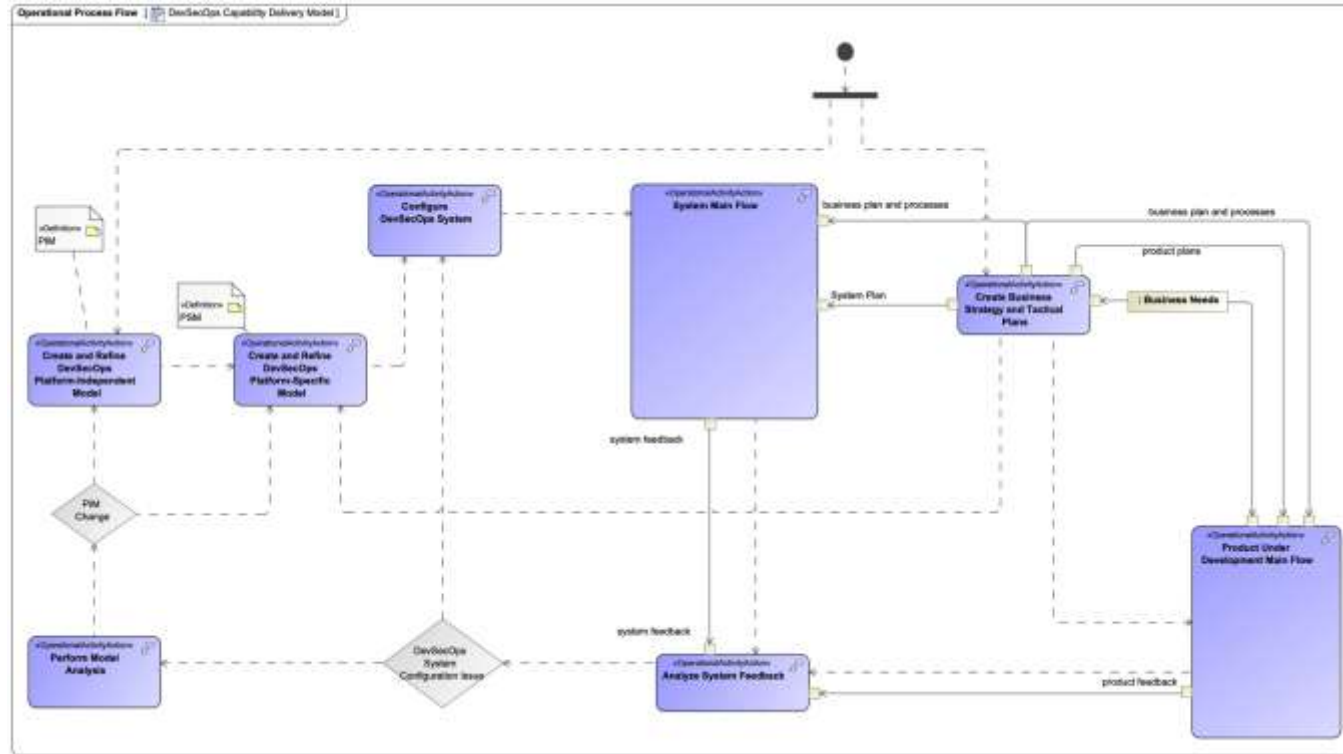 Operational Process Flow [ DevSecOps Capability Delivery Model ]
«OperationalActivityAction»
Configure
DevSecOps System
«OperationalActivityAction»
System Main Flow
business plan and processes
business plan and processes
product plans
«Definition»
PIM
«Definition»
PSM
System Plan
«OperationalActivityAction»
Create Business
Strategy and Tactical
Plans
: Business Needs
«OperationalActivityAction»
Create and Refine
DevSecOps
Platform-Independent
Model
«OperationalActivityAction»
Create and Refine
DevSecOps
Platform-Specific
Model
system feedback
PIM
Change
«OperationalActivityAction»
Product Under
Development Main Flow
system feedback
«OperationalActivityAction»
Perform Model
Analysis
DevSecOps
System
Configuration Issue
«OperationalActivityAction»
Analyze System Feedback
product feedback